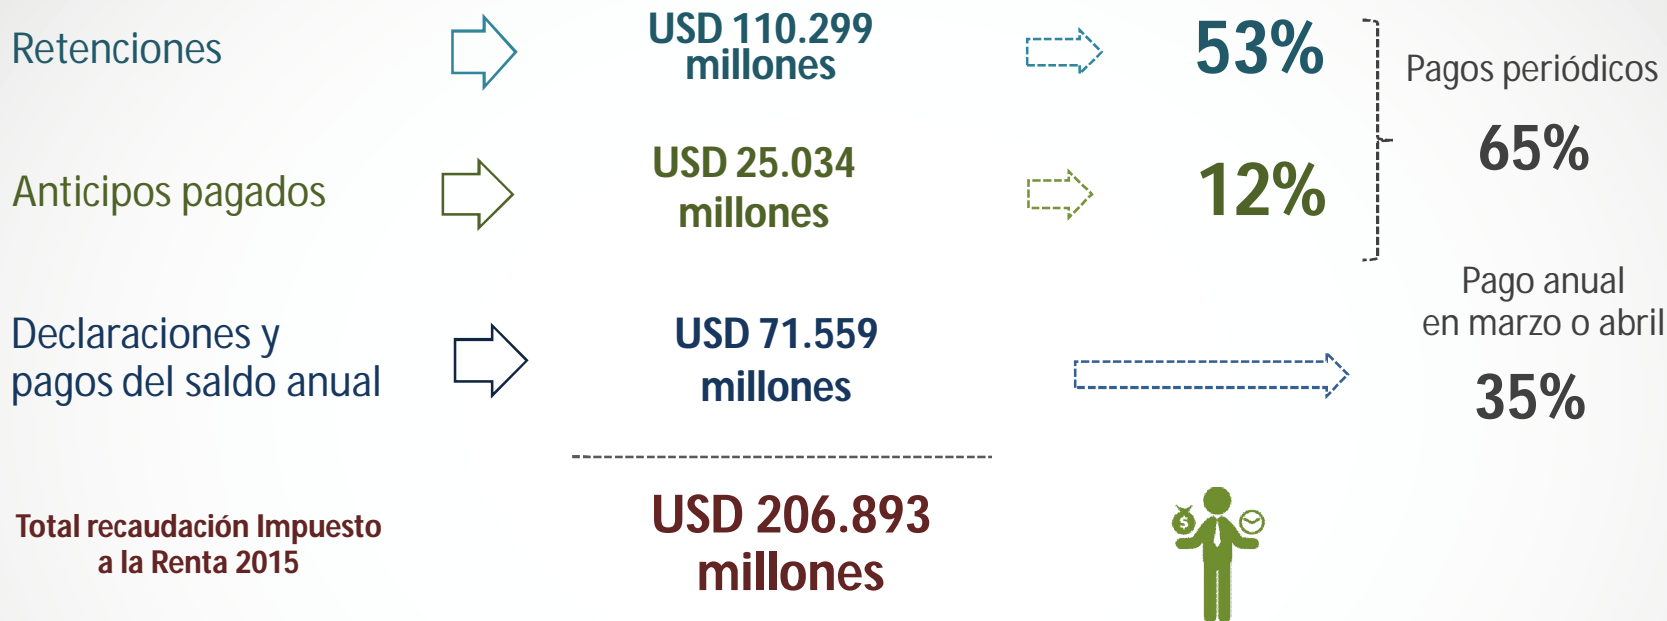 Retenciones
USD 110.299
millones
53%
Pagos periódicos
65%
Anticipos pagados
USD 25.034
millones
12%
Declaraciones y
pagos del saldo anual
USD 71.559
millones
Pago anual
en marzo o abril
35%
Total recaudación Impuesto
a la Renta 2015
USD 206.893
millones
$